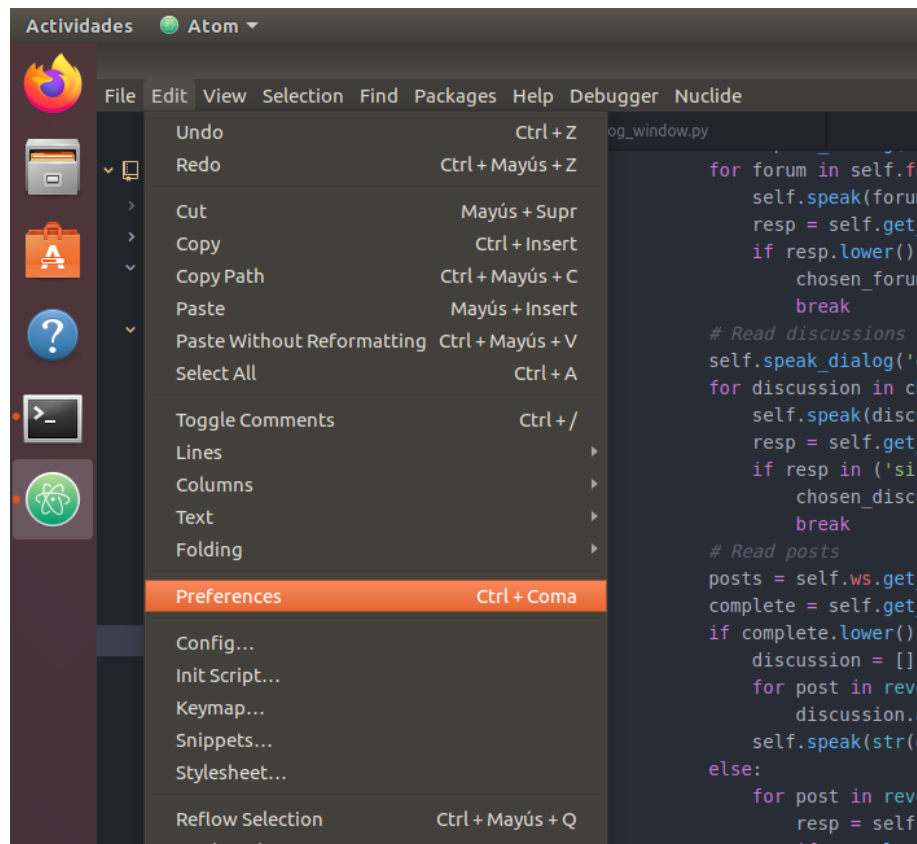 Actividades Atom
File Edit View Selection Find Packages Help Debugger Nuclide
Undo Ctrl + Z
Redo Ctrl + Mayús + Z
Cut Mayús + Supr
Copy Ctrl + Insert
Copy Path Ctrl + Mayús + C
Paste Mayús + Insert
Paste Without Reformatting Ctrl + Mayús + V
Select All Ctrl + A
Toggle Comments Ctrl + /
Lines
Columns
Text
Folding
Preferences Ctrl + Coma
Config...
Init Script...
Keymap...
Snippets...
Stylesheet...
Reflow Selection Ctrl + Mayús + Q
og_window.py
for forum in self.f
self.speak(foru
resp = self.get
if resp.lower()
chosen_foru
break
# Read discussions
self.speak_dialog('
for discussion in c
self.speak(disc
resp = self.get
if resp in ('si
chosen_disc
break
# Read posts
posts = self.ws.get
complete = self.get
if complete.lower()
discussion = []
for post in rev
discussion.
self.speak(str(
else:
for post in rev
resp = self